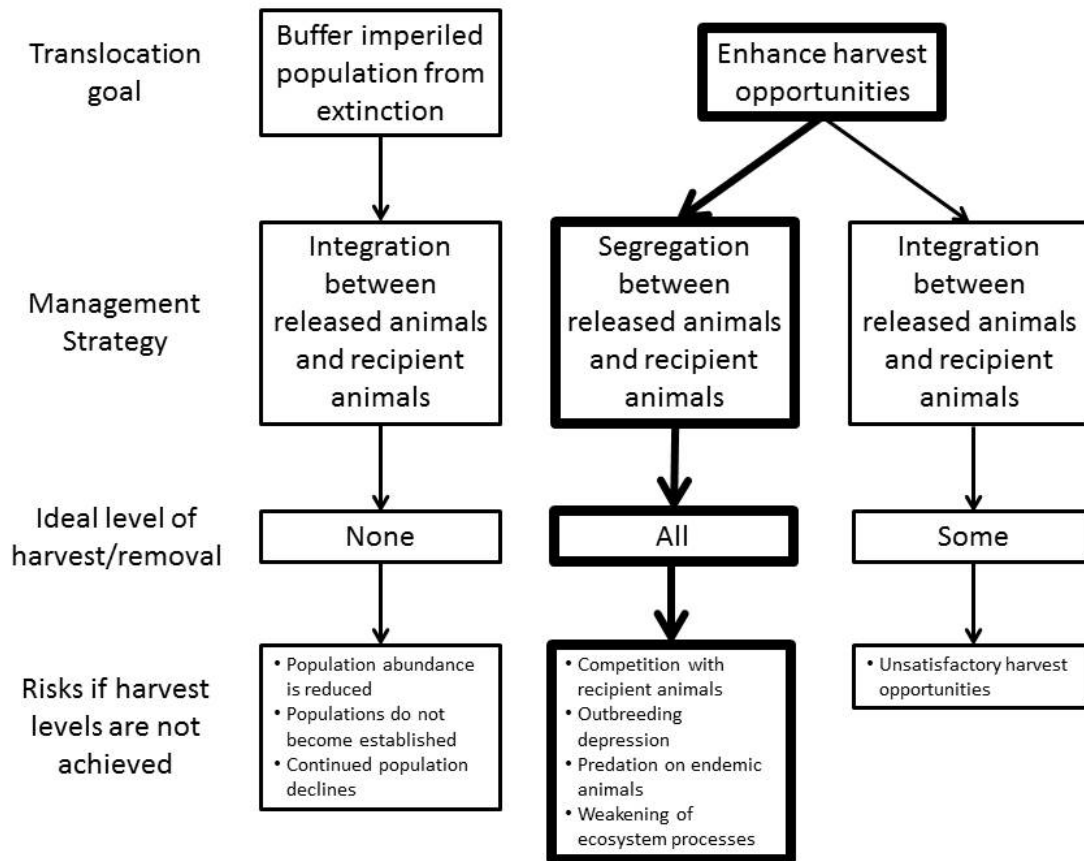 Translocation
goal
Buffer imperiled
population from
extinction
Enhance harvest
opportunities
Management
Strategy
Integration
between
released animals
and recipient
animals
Segregation
between
released animals
and recipient
animals
Integration
between
released animals
and recipient
animals
Ideal level of
harvest/removal
None
All
Some
Risks if harvest
levels are not
achieved
• Population abundance
is reduced
• Populations do not
become established
• Continued population
declines
• Competition with
recipient animals
• Outbreeding
depression
• Predation on endemic
animals
• Weakening of
ecosystem processes
• Unsatisfactory harvest
opportunities